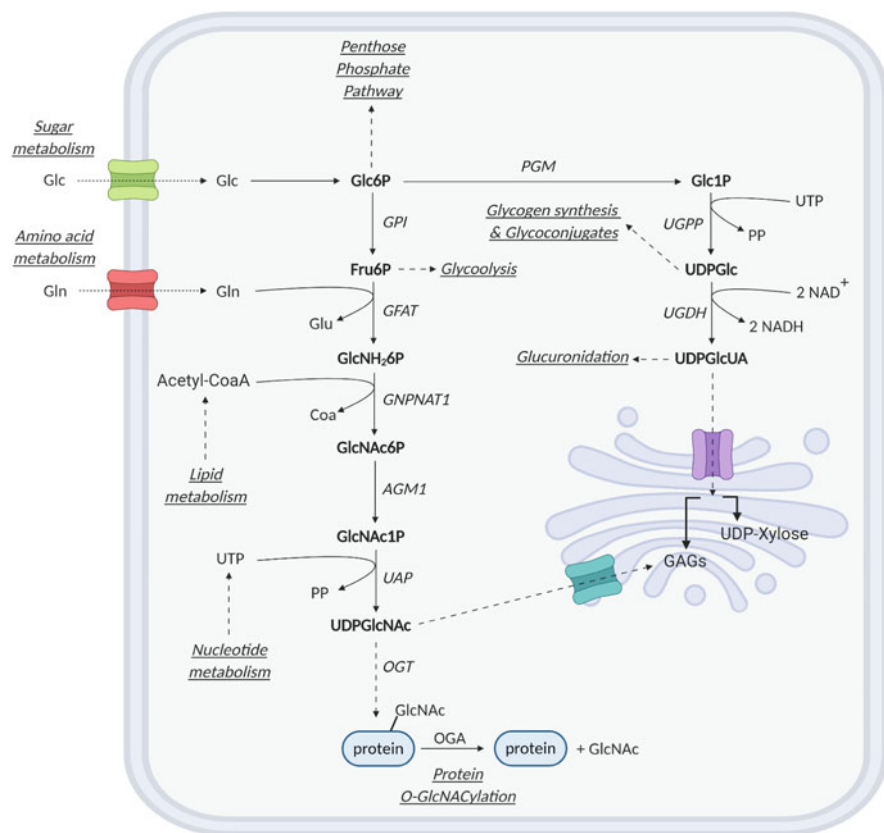 Penthose
Phosphate
Pathway
Sugar
metabolism
Glc
Glc
Glc6P
PGM
Glc1P
UTP
GPI
Glycogen synthesis
& Glycoconjugates
UGPP
PP
Amino acid
metabolism
Gln
Gln
Fru6P
Glycoolysis
UDPGlc
2 NAD+
Glu
GFAT
UGDH
2 NADH
GlcNH₂6P
Glucuronidation
UDPGlcUA
Acetyl-CoaA
Coa
GNPNAT1
GlcNAc6P
Lipid
metabolism
AGM1
GlcNAc1P
UDP-Xylose
GAGs
UTP
PP
UAP
UDPGlcNAc
Nucleotide
metabolism
OGT
GlcNAc
protein
OGA
protein
+ GlcNAc
Protein
O-GlcNACylation